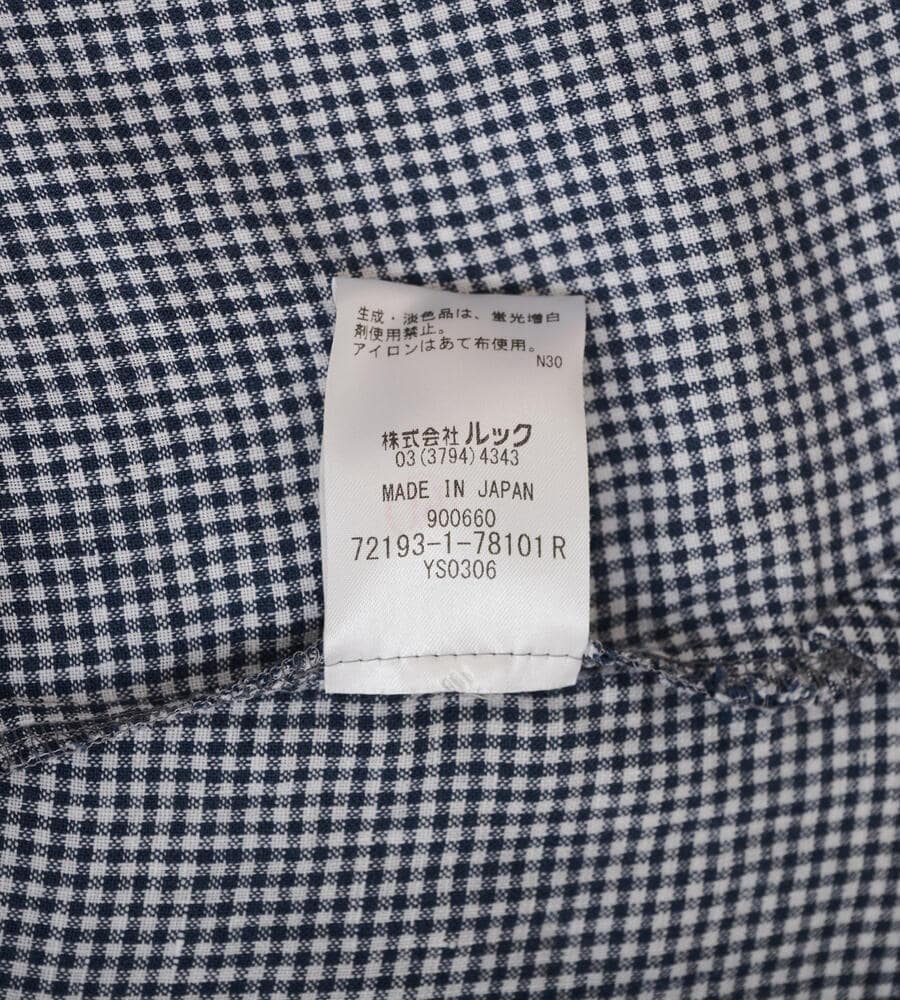 生成・淡色品は、蛍光増白
剤使用禁止。
アイロンはあて布使用。
N30
株式会社ルック
03(3794)4343
MADE IN JAPAN
900660
72193-1-78101R
YS0306